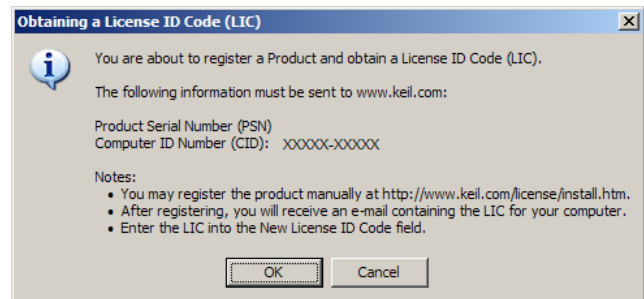 Obtaining a License ID Code (LIC)
You are about to register a Product and obtain a License ID Code (LIC).
The following information must be sent to www.keil.com:
Product Serial Number (PSN)
Computer ID Number (CID): XXXXX-XXXXX
Notes:
• You may register the product manually at http://www.keil.com/license/install.htm.
• After registering, you will receive an e-mail containing the LIC for your computer.
• Enter the LIC into the New License ID Code field.
OK Cancel